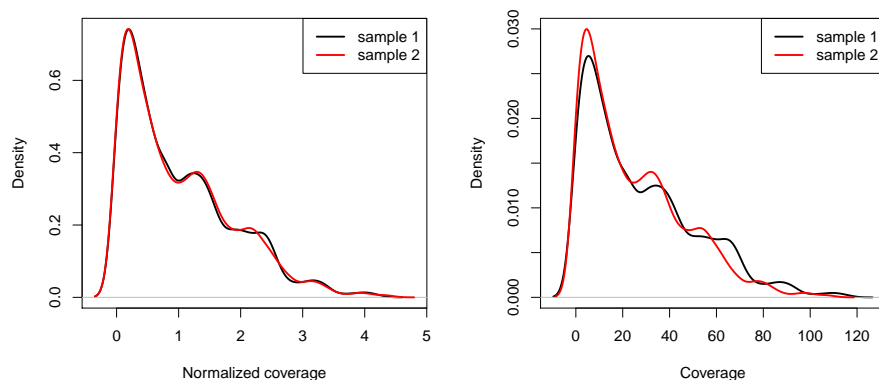 sample 1
sample 2
Density
0.0
0.2
0.4
0.6
0 1 2 3 4 5
Normalized coverage
sample 1
sample 2
Density
0.000
0.010
0.020
0.030
0 20 40 60 80 100 120
Coverage